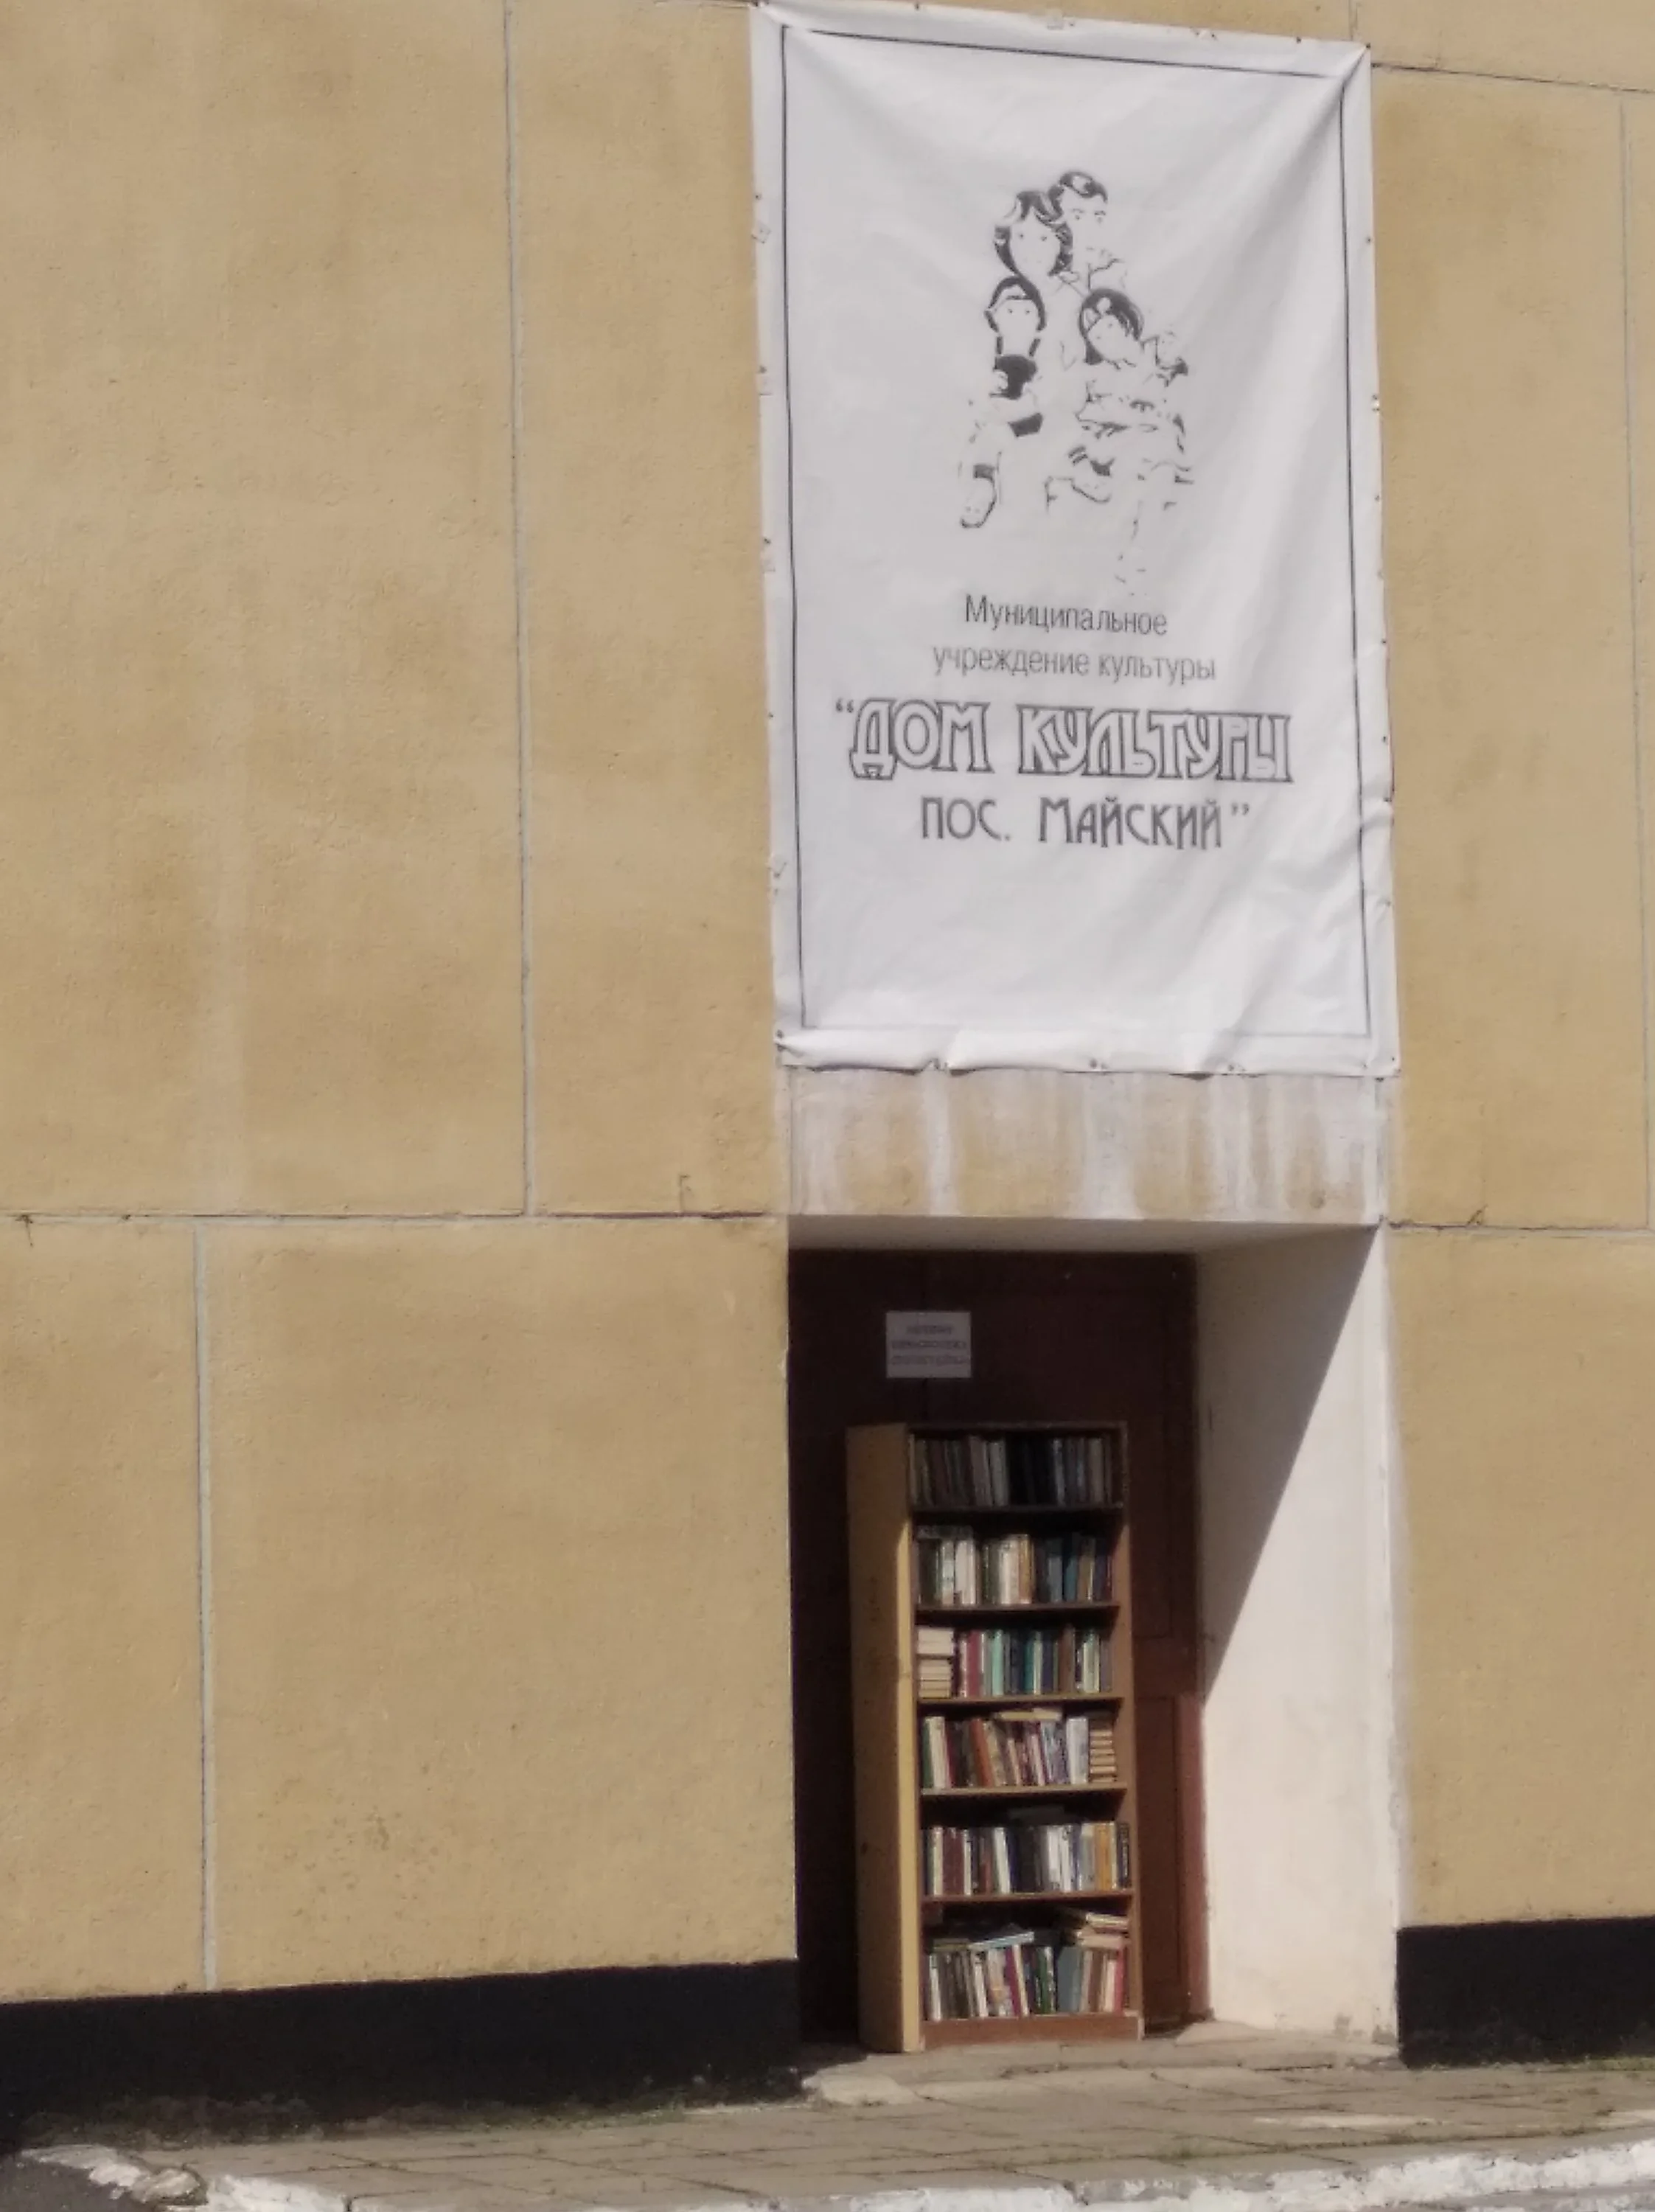 Муниципальное
учреждение культуры
“ДОМ КУЛЬТУРЫ
ПОС. МАЙСКИЙ”